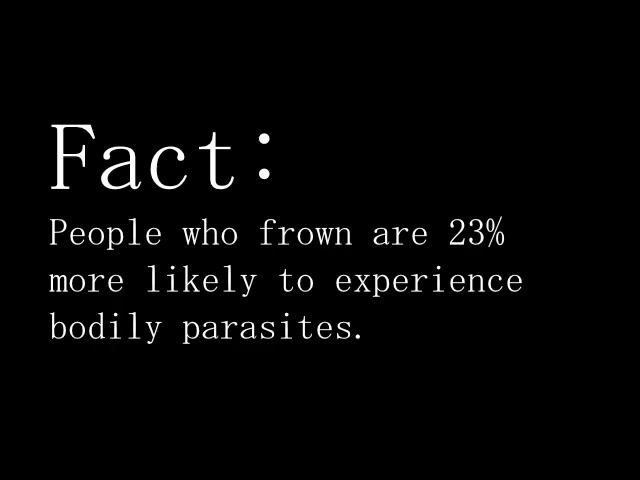 Fact:
People who frown are 23%
more likely to experience
bodily parasites.